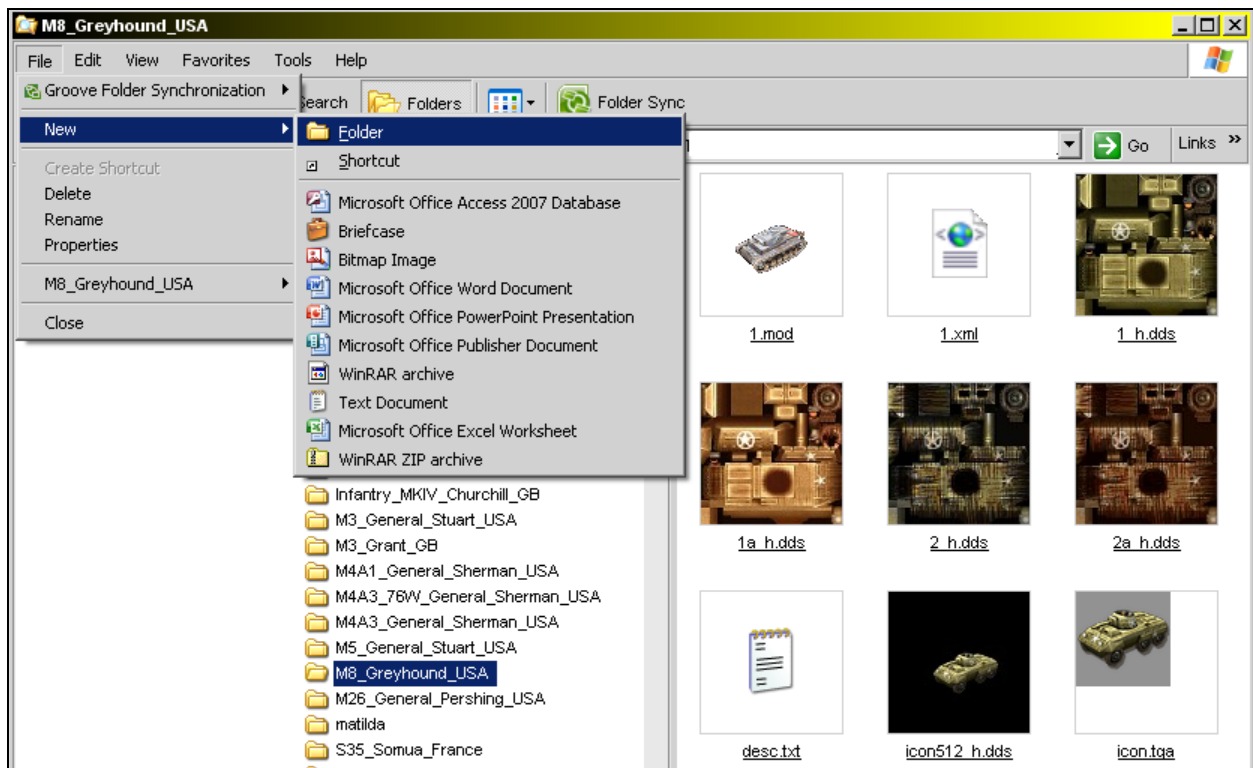 M8_Greyhound_USA
File Edit View Favorites Tools Help
Groove Folder Synchronization
Search Folders Folder Sync
New
Folder
Go Links »
Shortcut
Create Shortcut
Delete
Rename
Properties
M8_Greyhound_USA
Close
Microsoft Office Access 2007 Database
Briefcase
Bitmap Image
Microsoft Office Word Document
Microsoft Office PowerPoint Presentation
Microsoft Office Publisher Document
WinRAR archive
Text Document
Microsoft Office Excel Worksheet
WinRAR ZIP archive
Infantry_MKIV_Churchill_GB
M3_General_Stuart_USA
M3_Grant_GB
M4A1_General_Sherman_USA
M4A3_76W_General_Sherman_USA
M4A3_General_Sherman_USA
M5_General_Stuart_USA
M8_Greyhound_USA
M26_General_Pershing_USA
matilda
S35_Somua_France
1.mod 1.xml 1_h.dds
1a_h.dds 2_h.dds 2a_h.dds
desc.txt icon512_h.dds icon.tga